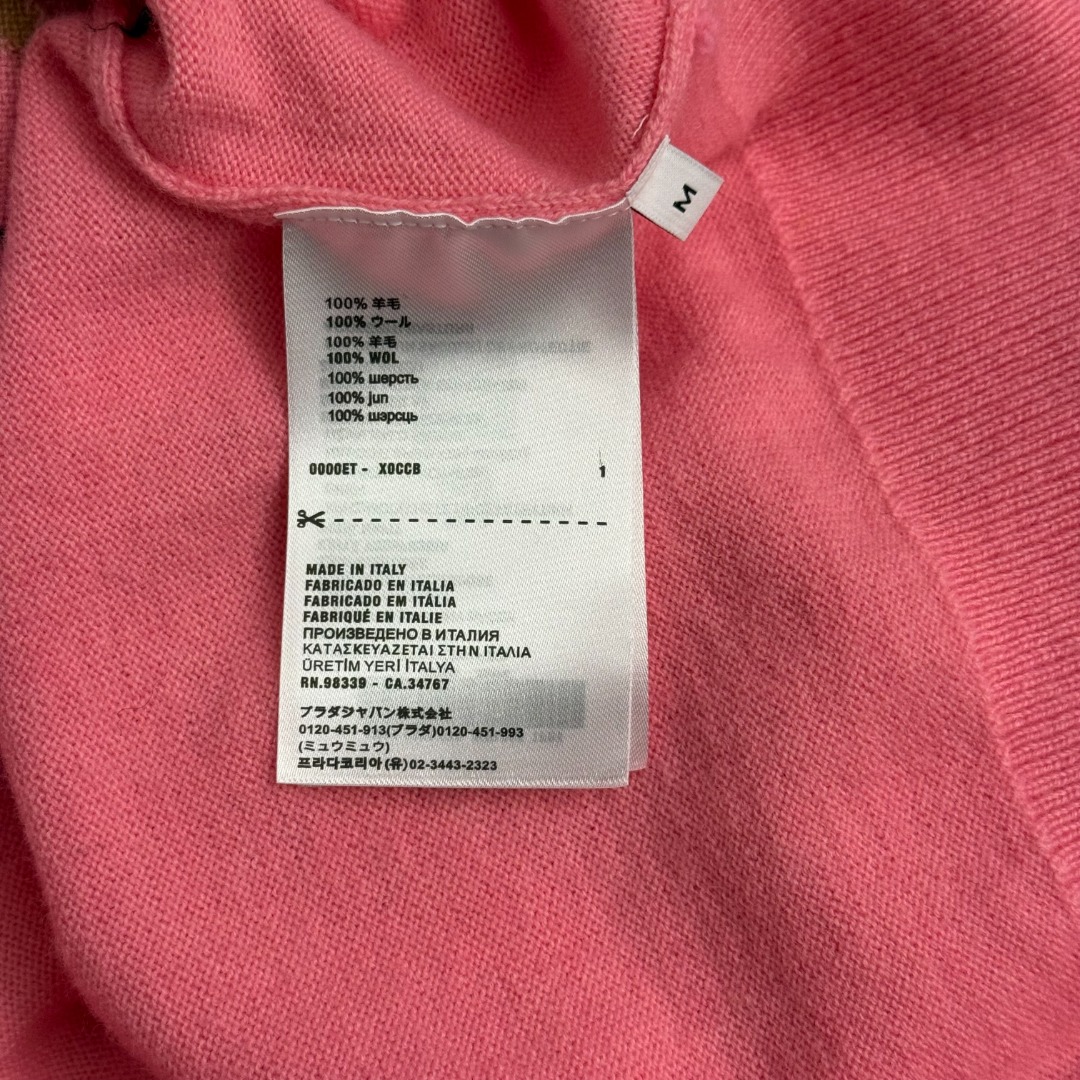 M
100% 羊毛
100% ウール
100% 羊毛
100% WOL
100% шерсть
100% jun
100% шэрсць
0000ET - X0CCB 1
MADE IN ITALY
FABRICADO EN ITALIA
FABRICADO EM ITÁLIA
FABRIQUÉ EN ITALIE
ПРОИЗВЕДЕНО В ИТАЛИЯ
ΚΑΤΑΣΚΕΥΑΖΕΤΑΙ ΣΤΗΝ ΙΤΑΛΙΑ
ÜRETİM YERİ İTALYA
RN.98339 - CA.34767
プラダジャパン株式会社
0120-451-913(プラダ)0120-451-993
(ミュウミュウ)
프라다코리아(유)02-3443-2323